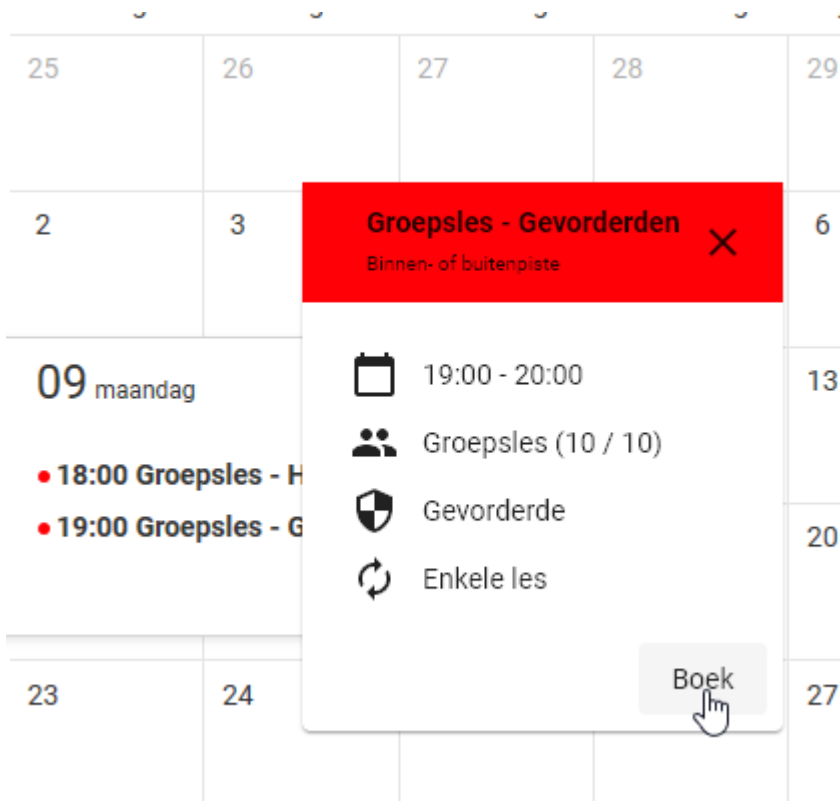 25 26 27 28 29
2 3 6
Groepsles - Gevorderden
Binnen- of buitenpiste
09 maandag
13
19:00 - 20:00
Groepsles (10 / 10)
18:00 Groepsles - H
Gevorderde
19:00 Groepsles - G
20
Enkele les
Boek
23 24 27